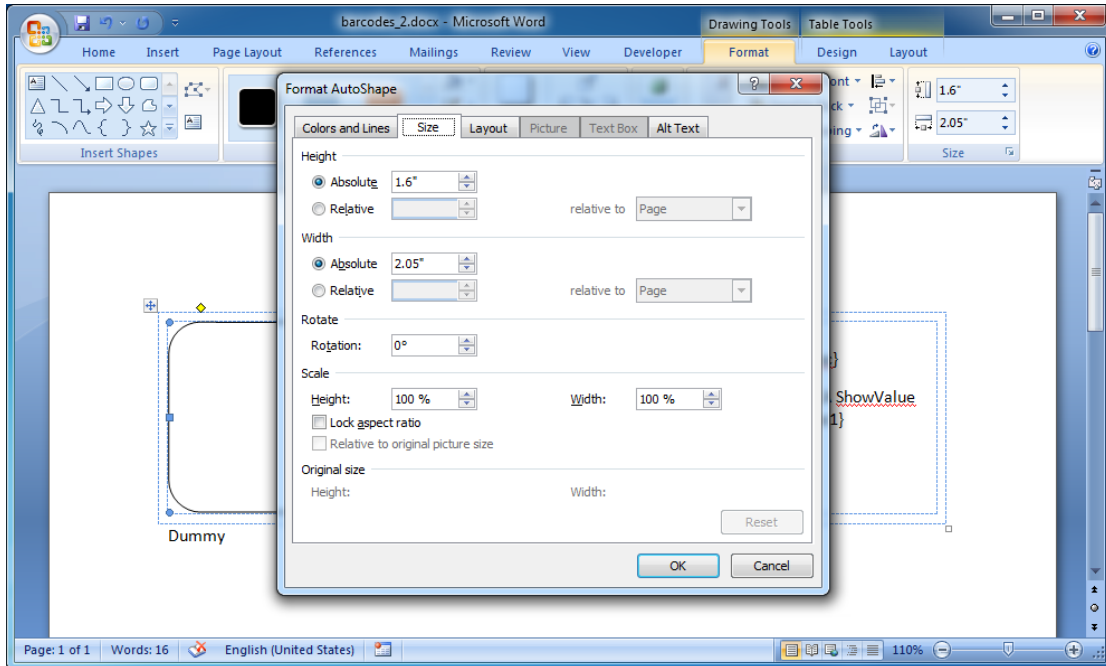 barcodes_2.docx - Microsoft Word
Drawing Tools Table Tools
Home Insert Page Layout References Mailings Review View Developer Format Design Layout
Insert Shapes
1.6"
2.05"
Size
Format AutoShape
Colors and Lines Size Layout Picture Text Box Alt Text
Height
Absolute 1.6"
Relative relative to Page
Width
Absolute 2.05"
Relative relative to Page
Rotate
Rotation: 0°
Scale
Height: 100 % Width: 100 %
Lock aspect ratio
Relative to original picture size
Original size
Height: Width:
Reset
OK Cancel
ShowValue
1}
Dummy
Page: 1 of 1 Words: 16 English (United States) 110%